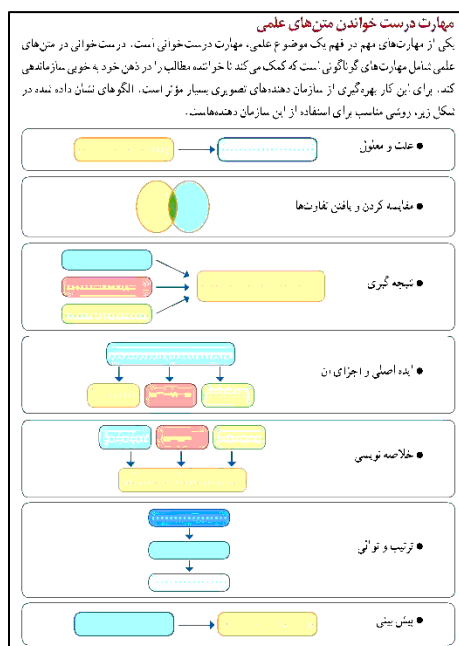 مهارت درست خواندن متن‌های علمی
یکی از مهارت‌های مهم در فهم یک موضوع علمی، مهارت درست‌خوانی است. درست‌خوانی در متن‌های
علمی شامل مهارت‌های گوناگونی است که کمک می‌کند تا خواننده مطالب را در ذهن خود به خوبی سازماندهی
کند. برای این کار بهره‌گیری از سازمان دهنده‌های تصویری بسیار مؤثر است. الگوهای نشان داده شده در
شکل زیر، روشی مناسب برای استفاده از این سازمان دهنده‌هاست.
● علت و معلول
● مقایسه کردن و یافتن تفاوت‌ها
● نتیجه گیری
● ایده اصلی و اجزای آن
● خلاصه نویسی
● ترتیب و توالی
● پیش بینی